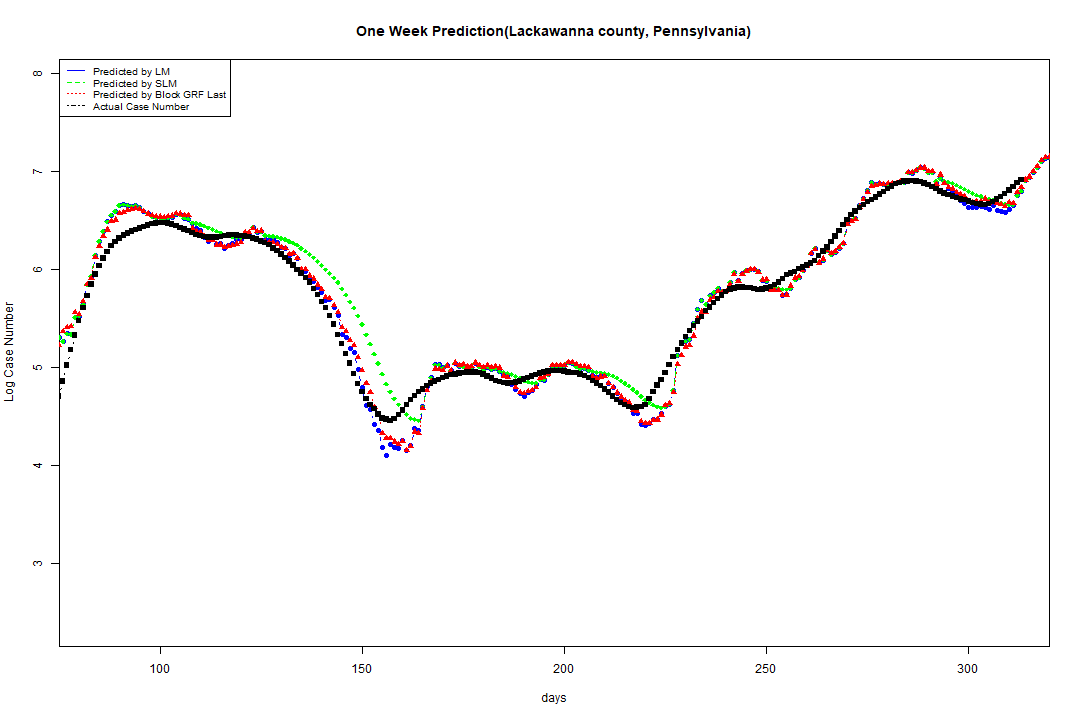 One Week Prediction(Lackawanna county, Pennsylvania)
Predicted by LM
Predicted by SLM
Predicted by Block GRF Last
Actual Case Number
8
7
6
5
4
3
Log Case Number
100 150 200 250 300
days